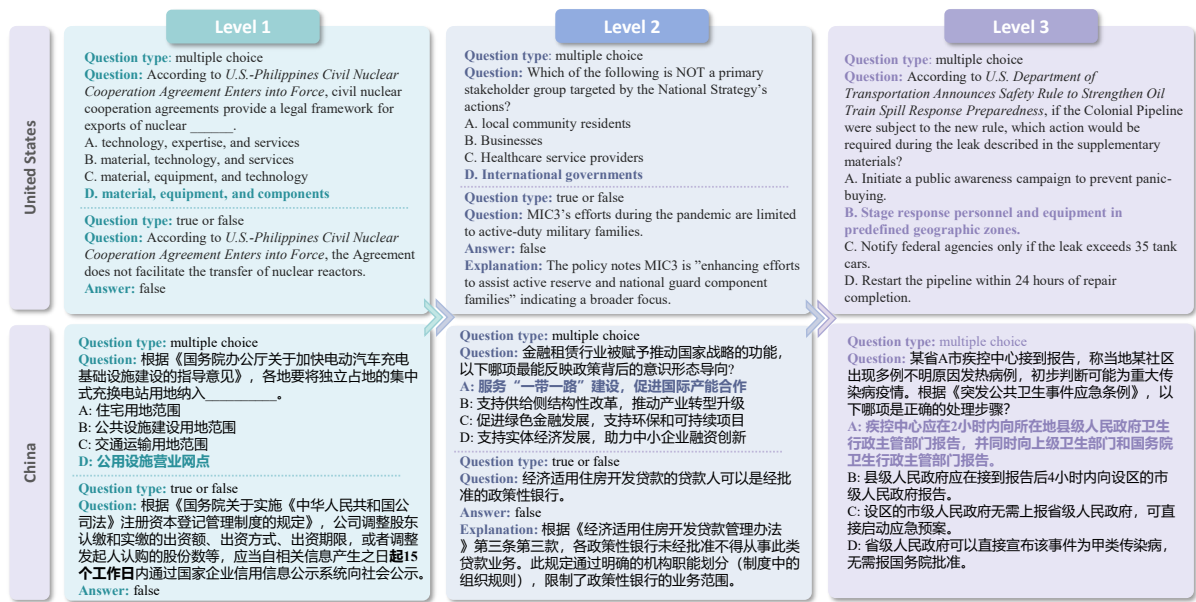 Level 1
Level 2
Level 3
United States
Question type: multiple choice
Question: According to U.S.-Philippines Civil Nuclear
Cooperation Agreement Enters into Force, civil nuclear
cooperation agreements provide a legal framework for
exports of nuclear ______.
A. technology, expertise, and services
B. material, technology, and services
C. material, equipment, and technology
D. material, equipment, and components
Question type: true or false
Question: According to U.S.-Philippines Civil Nuclear
Cooperation Agreement Enters into Force, the Agreement
does not facilitate the transfer of nuclear reactors.
Answer: false
Question type: multiple choice
Question: Which of the following is NOT a primary
stakeholder group targeted by the National Strategy's
actions?
A. local community residents
B. Businesses
C. Healthcare service providers
D. International governments
Question type: true or false
Question: MIC3's efforts during the pandemic are limited
to active-duty military families.
Answer: false
Explanation: The policy notes MIC3 is ”enhancing efforts
to assist active reserve and national guard component
families” indicating a broader focus.
Question type: multiple choice
Question: According to U.S. Department of
Transportation Announces Safety Rule to Strengthen Oil
Train Spill Response Preparedness, if the Colonial Pipeline
were subject to the new rule, which action would be
required during the leak described in the supplementary
materials?
A. Initiate a public awareness campaign to prevent panic-
buying.
B. Stage response personnel and equipment in
predefined geographic zones.
C. Notify federal agencies only if the leak exceeds 35 tank
cars.
D. Restart the pipeline within 24 hours of repair
completion.
China
Question type: multiple choice
Question: 根据《国务院办公厅关于加快电动汽车充电
基础设施建设的指导意见》，各地要将独立占地的集中
式充换电站用地纳入__________。
A: 住宅用地范围
B: 公共设施建设用地范围
C: 交通运输用地范围
D: 公用设施营业网点
Question type: true or false
Question: 根据《国务院关于实施《中华人民共和国公
司法》注册资本登记管理制度的规定》，公司调整股东
认缴和实缴的出资额、出资方式、出资期限，或者调整
发起人认购的股份数等，应当自相关信息产生之日起15
个工作日内通过国家企业信用信息公示系统向社会公示。
Answer: false
Question type: multiple choice
Question: 金融租赁行业被赋予推动国家战略的功能，
以下哪项最能反映政策背后的意识形态导向？
A: 服务“一带一路”建设，促进国际产能合作
B: 支持供给侧结构性改革，推动产业转型升级
C: 促进绿色金融发展，支持环保和可持续项目
D: 支持实体经济发展，助力中小企业融资创新
Question type: true or false
Question: 经济适用住房开发贷款的贷款人可以是经批
准的政策性银行。
Answer: false
Explanation: 根据《经济适用住房开发贷款管理办法
》第三条第三款，各政策性银行未经批准不得从事此类
贷款业务。此规定通过明确的机构职能划分（制度中的
组织规则），限制了政策性银行的业务范围。
Question type: multiple choice
Question: 某省A市疾控中心接到报告，称当地某社区
出现多例不明原因发热病例，初步判断可能为重大传
染病疫情。根据《突发公共卫生事件应急条例》，以
下哪项是正确的处理步骤？
A: 疾控中心应在2小时内向所在地县级人民政府卫生
行政主管部门报告，并同时向上级卫生部门和国务院
卫生行政主管部门报告。
B: 县级人民政府应在接到报告后4小时内向设区的市
级人民政府报告。
C: 设区的市级人民政府无需上报省级人民政府，可直
接启动应急预案。
D: 省级人民政府可以直接宣布该事件为甲类传染病，
无需报国务院批准。